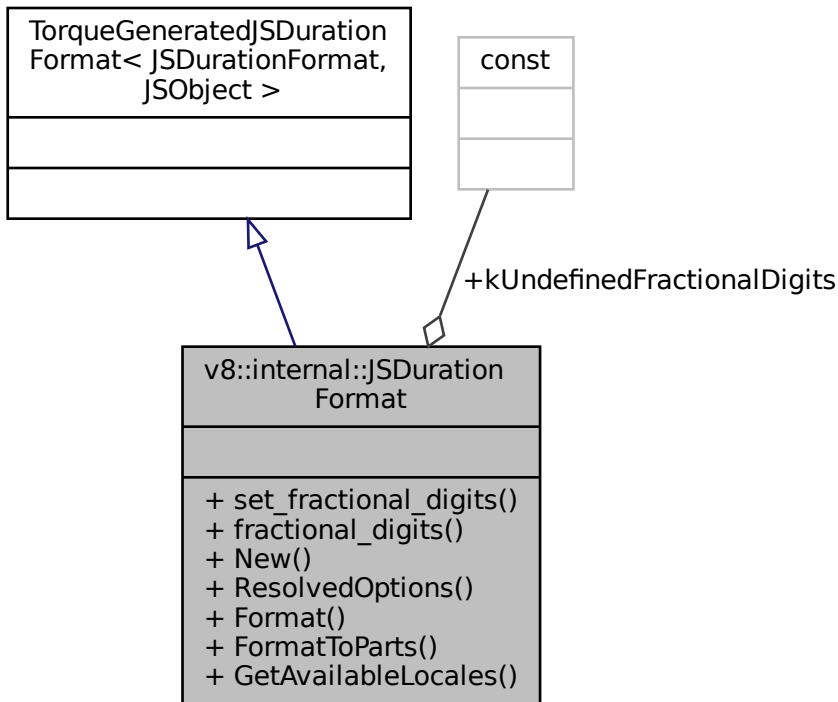 TorqueGeneratedJSDuration
Format< JSDurationFormat,
JSObject >
const
+kUndefinedFractionalDigits
v8::internal::JSDuration
Format
+ set_fractional_digits()
+ fractional_digits()
+ New()
+ ResolvedOptions()
+ Format()
+ FormatToParts()
+ GetAvailableLocales()